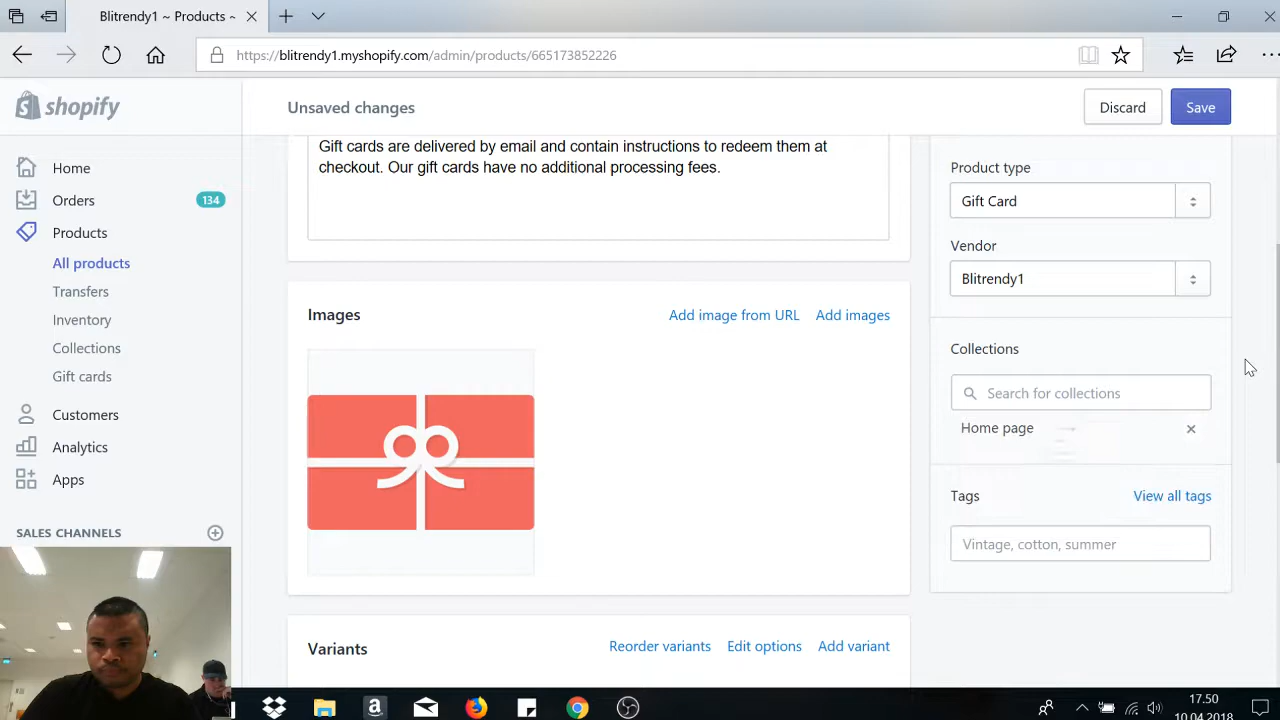 Blitrendy1 ~ Products ~
https://blitrendy1.myshopify.com/admin/products/665173852226
shopify
Unsaved changes
Discard
Save
Home
Orders
134
Products
All products
Transfers
Inventory
Collections
Gift cards
Customers
Analytics
Apps
SALES CHANNELS
Gift cards are delivered by email and contain instructions to redeem them at
checkout. Our gift cards have no additional processing fees.
Images
Add image from URL
Add images
Variants
Reorder variants
Edit options
Add variant
Product type
Gift Card
Vendor
Blitrendy1
Collections
Search for collections
Home page
Tags
View all tags
Vintage, cotton, summer
17.50
10.04.2018